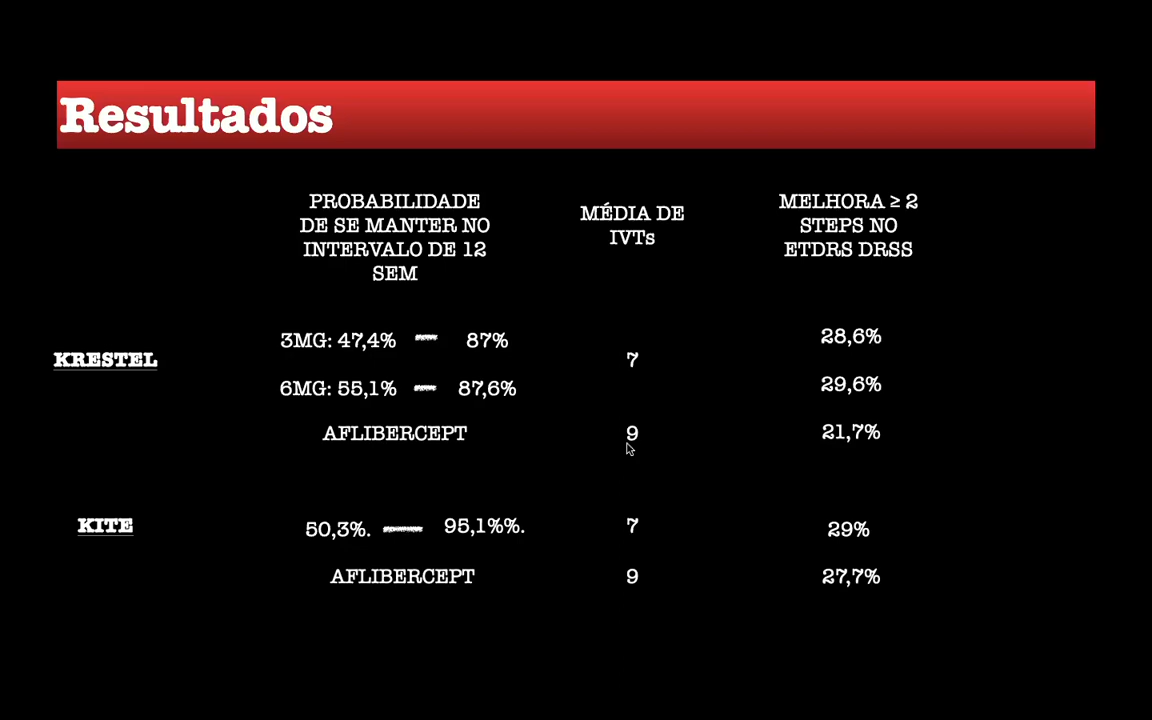 Resultados
PROBABILIDADE
DE SE MANTER NO
INTERVALO DE 12
SEM
MÉDIA DE
IVTs
MELHORA ≥ 2
STEPS NO
ETDRS DRSS
KRESTEL
3MG: 47,4% — 87%
6MG: 55,1% — 87,6%
AFLIBERCEPT
7
9
28,6%
29,6%
21,7%
KITE
50,3%. — 95,1%%.
7
29%
AFLIBERCEPT
9
27,7%